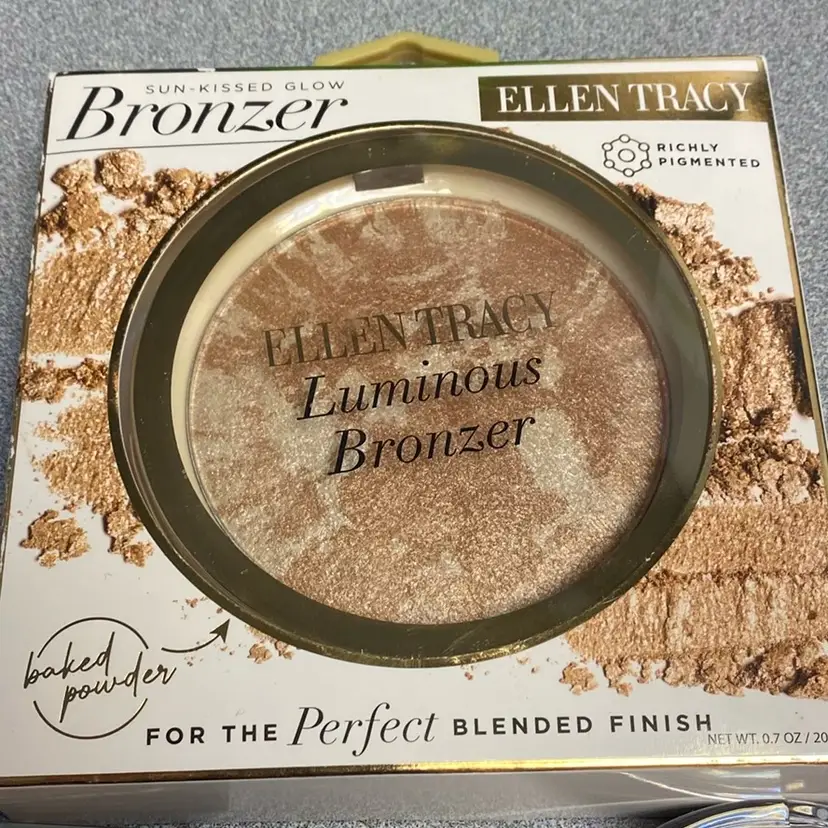 SUN-KISSED GLOW
Bronzer
ELLEN TRACY
RICHLY
PIGMENTED
ELLEN TRACY
Luminous
Bronzer
baked
powder
FOR THE Perfect BLENDED FINISH
NET WT. 0.7 OZ / 20